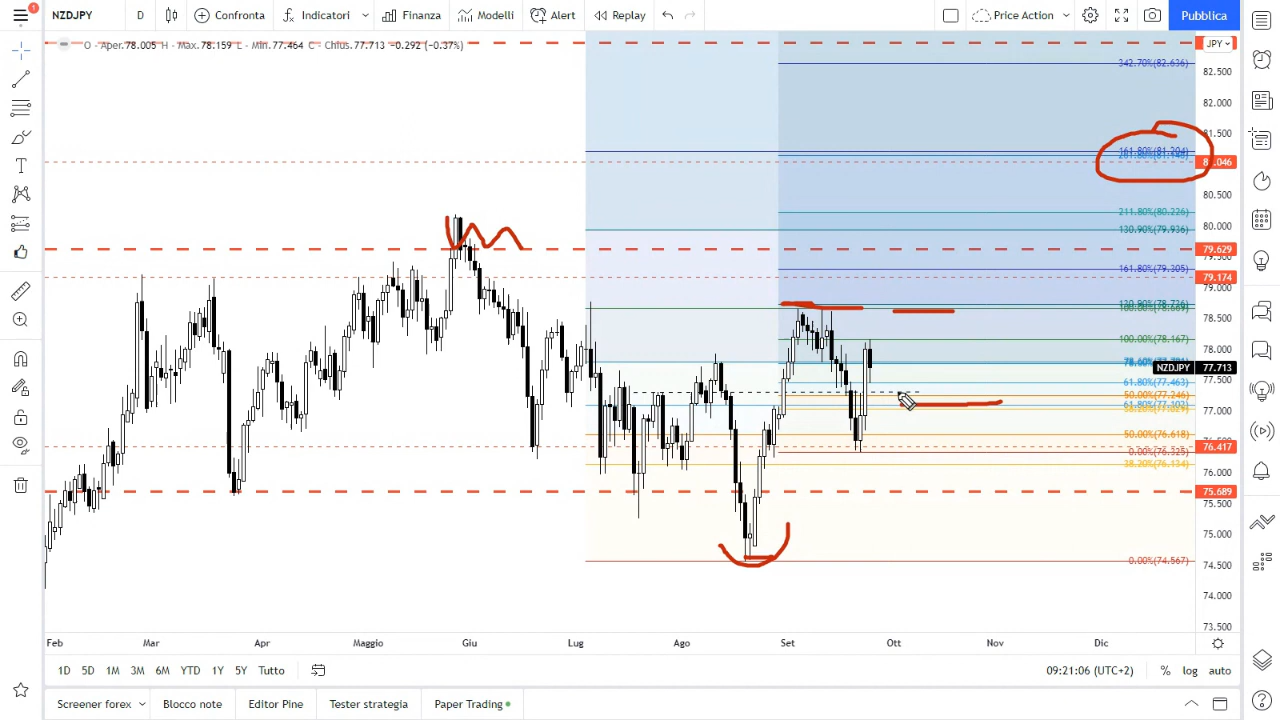 1
NZDJPY
D
Confronta
Indicatori
Finanza
Modelli
Alert
Replay
Price Action
Pubblica
O - Aper.78.005 H - Max.78.159 L - Min.77.464 C - Chius.77.713 -0.292 (-0.37%)
JPY
342.70%(82.636)
82.500
82.000
81.500
161.80%(81.204)
81.046
80.500
211.80%(80.226)
80.000
130.90%(79.936)
79.629
161.80%(79.305)
79.174
79.000
130.90%(78.726)
78.500
100.00%(78.167)
78.000
NZDJPY
77.713
61.80%(77.463)
77.500
50.00%(77.246)
77.000
50.00%(76.618)
76.417
0.00%(76.325)
38.20%(76.134)
76.000
75.689
75.000
0.00%(74.567)
74.500
74.000
73.500
Feb
Mar
Apr
Maggio
Giu
Lug
Ago
Set
Ott
Nov
Dic
1D
5D
1M
3M
6M
YTD
1Y
5Y
Tutto
09:21:06 (UTC+2)
%
log
auto
Screener forex
Blocco note
Editor Pine
Tester strategia
Paper Trading